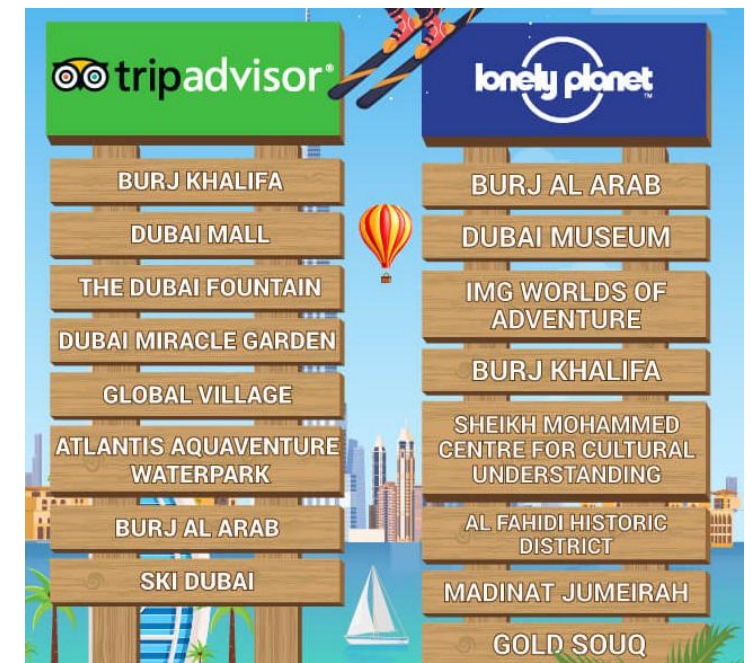 tripadvisor®
BURJ KHALIFA
DUBAI MALL
THE DUBAI FOUNTAIN
DUBAI MIRACLE GARDEN
GLOBAL VILLAGE
ATLANTIS AQUAVENTURE
WATERPARK
BURJ AL ARAB
SKI DUBAI
lonely planet™
BURJ AL ARAB
DUBAI MUSEUM
IMG WORLDS OF
ADVENTURE
BURJ KHALIFA
SHEIKH MOHAMMED
CENTRE FOR CULTURAL
UNDERSTANDING
AL FAHIDI HISTORIC
DISTRICT
MADINAT JUMEIRAH
GOLD SOUQ